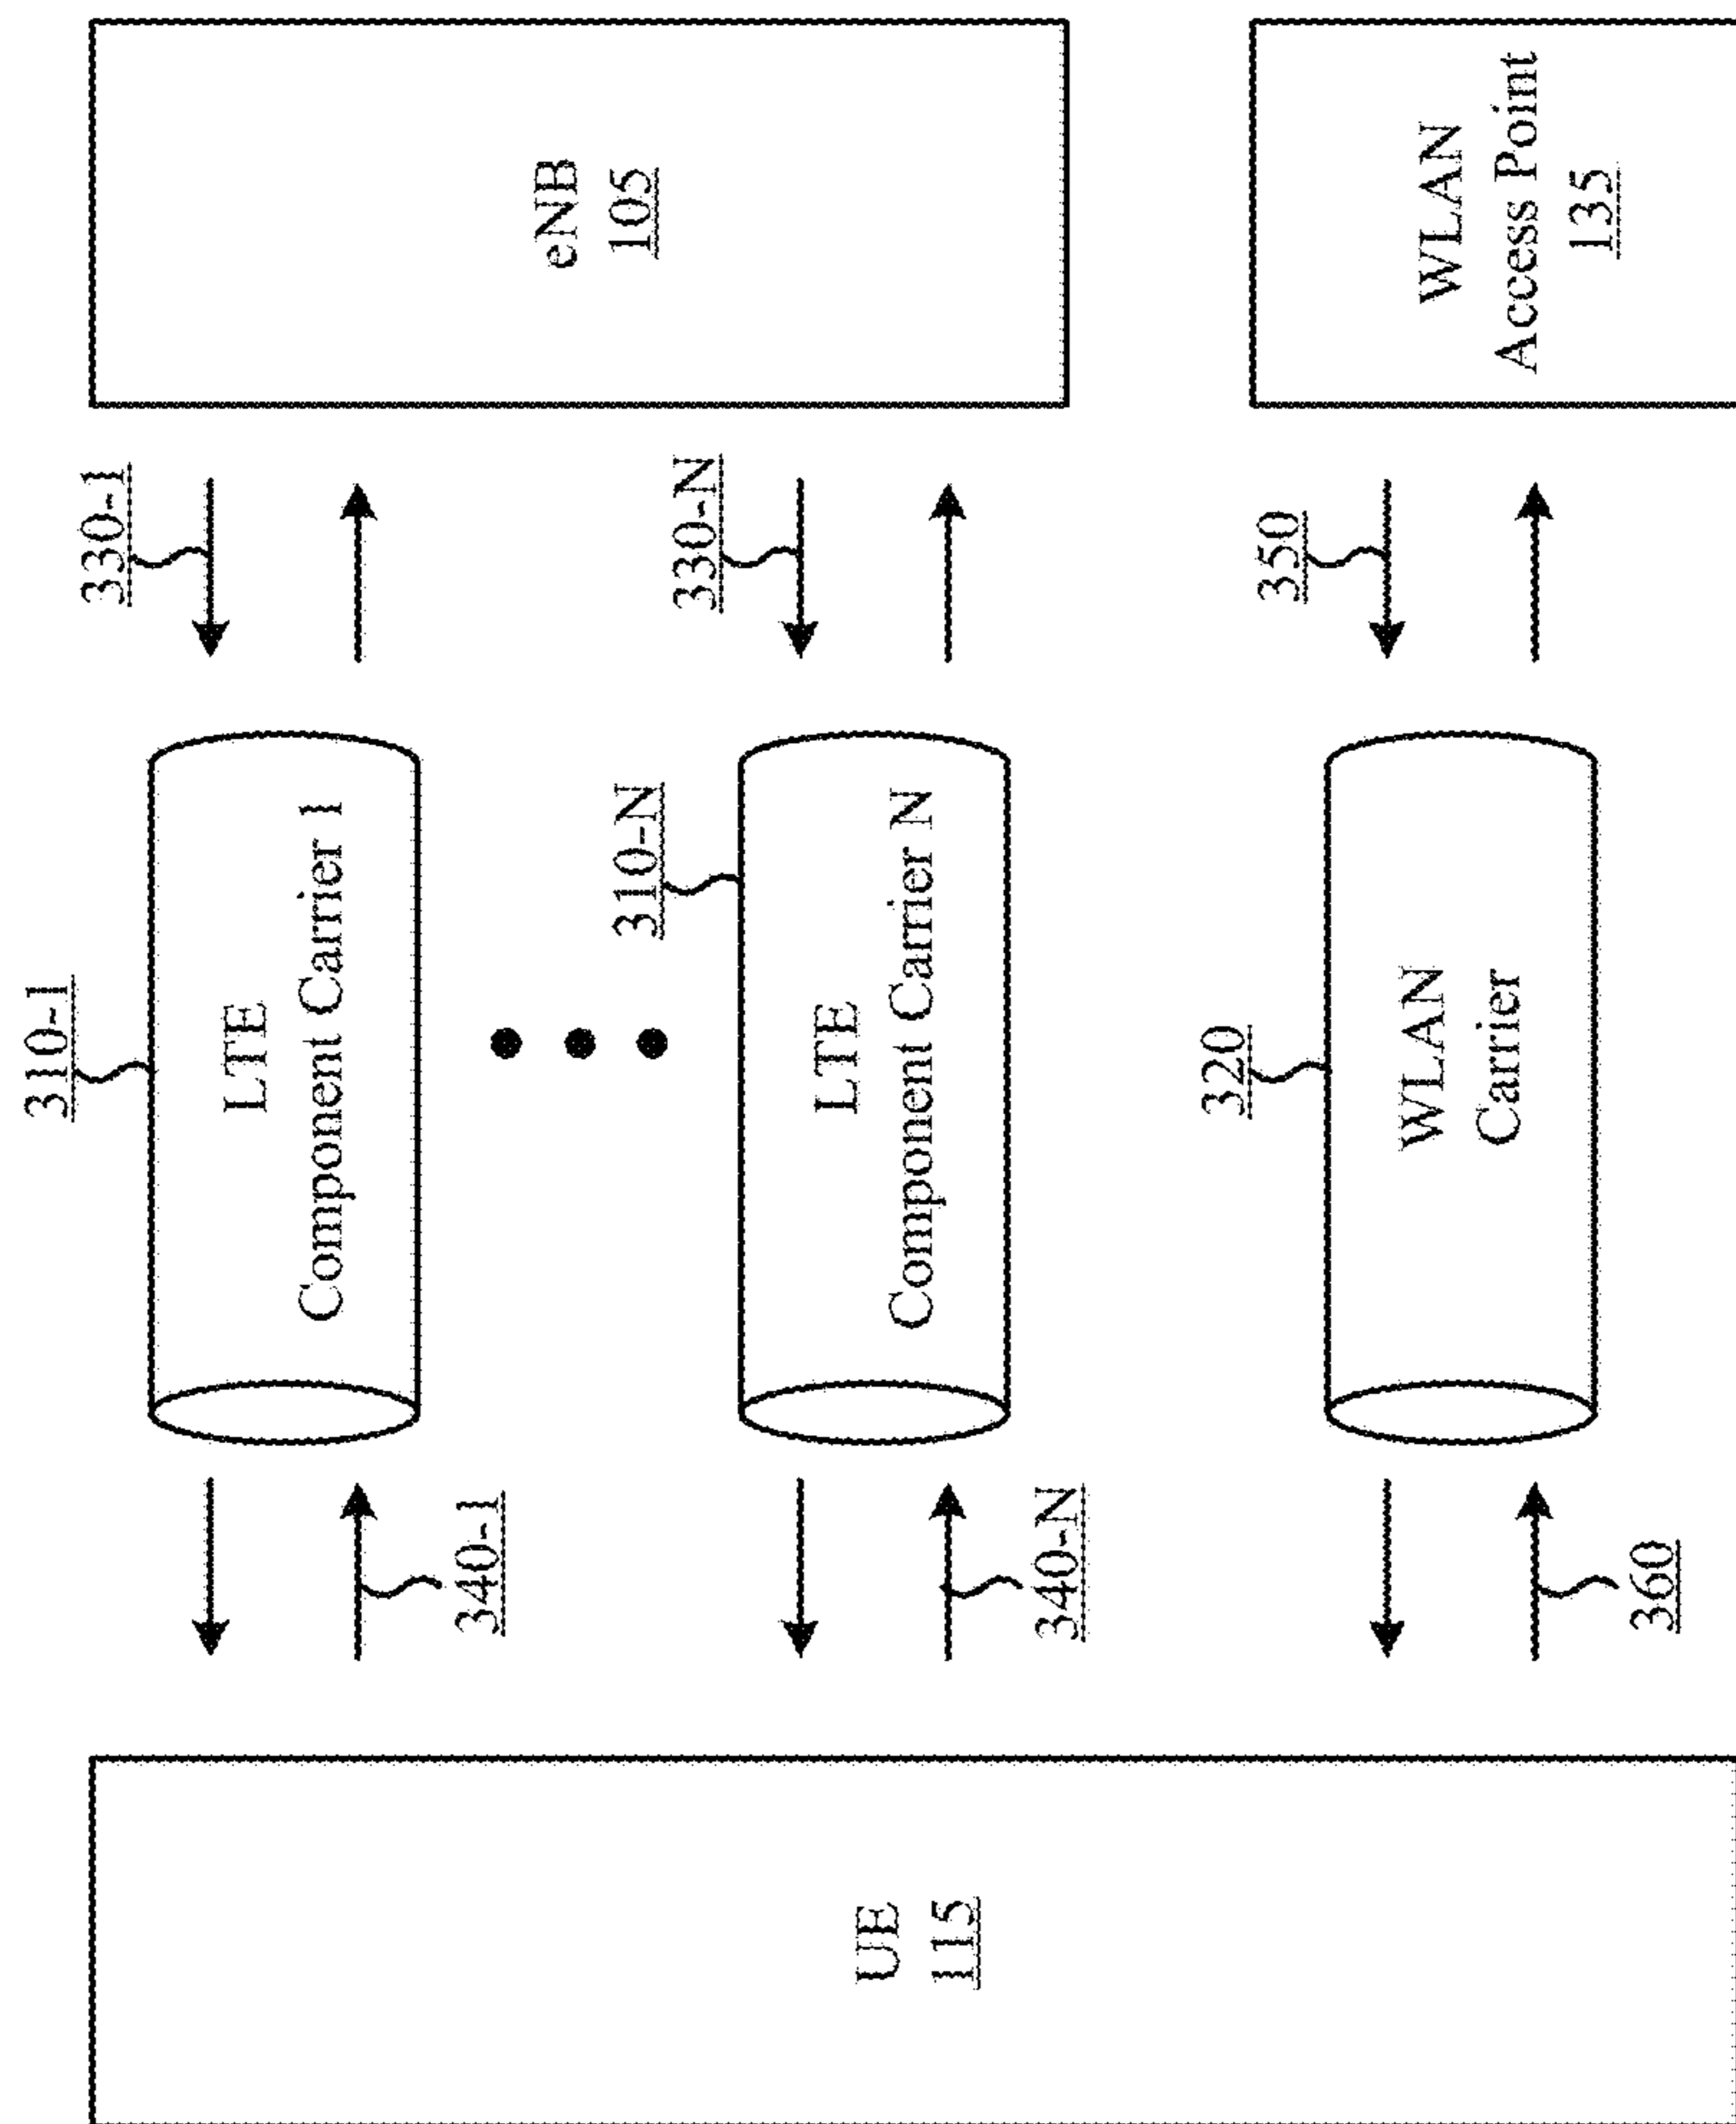 310-1
330-1
LTE
Component Carrier 1
340-1
eNB
105
310-N
330-N
LTE
Component Carrier N
UE
115
340-N
320
350
WLAN
Carrier
WLAN
Access Point
135
360